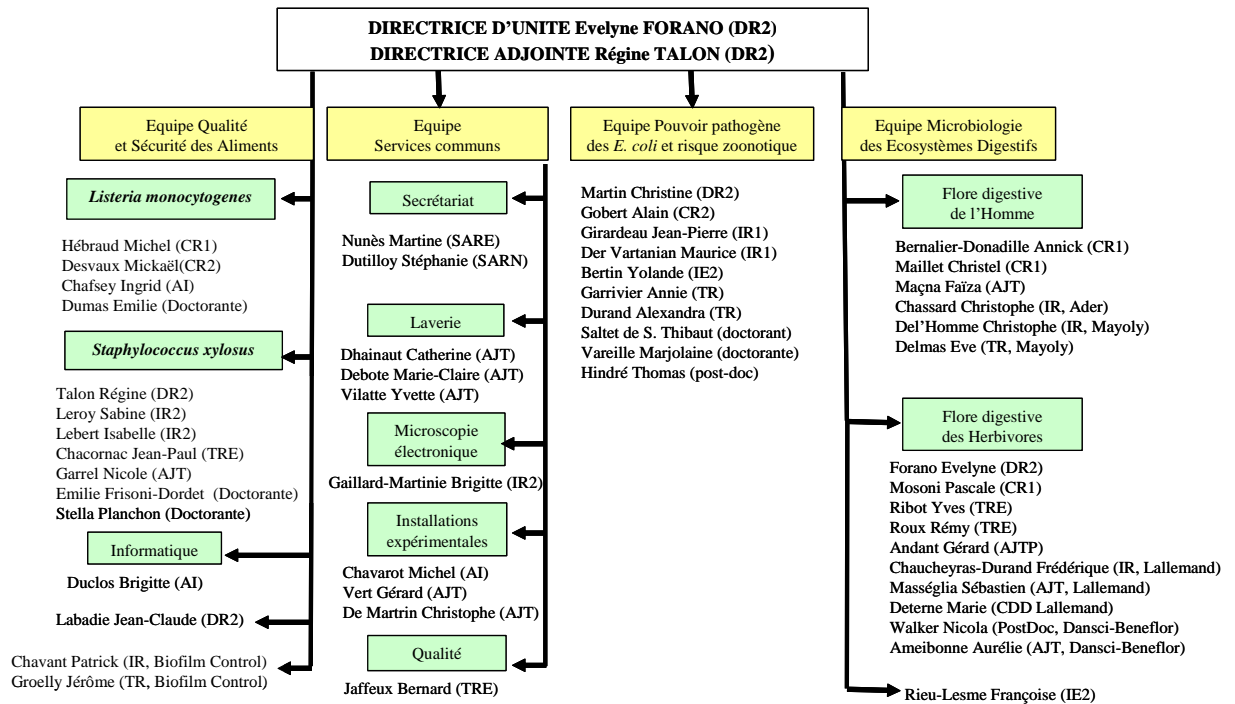 DIRECTRICE D'UNITE Evelyne FORANO (DR2)
DIRECTRICE ADJOINTE Régine TALON (DR2)
Equipe Qualité
et Sécurité des Aliments
Listeria monocytogenes
Hébraud Michel (CR1)
Desvaux Mickaël(CR2)
Chafsey Ingrid (AI)
Dumas Emilie (Doctorante)
Staphylococcus xylosus
Talon Régine (DR2)
Leroy Sabine (IR2)
Lebert Isabelle (IR2)
Chacornac Jean-Paul (TRE)
Garrel Nicole (AJT)
Emilie Frisoni-Dordet (Doctorante)
Stella Planchon (Doctorante)
Informatique
Duclos Brigitte (AI)
Labadie Jean-Claude (DR2)
Chavant Patrick (IR, Biofilm Control)
Groelly Jérôme (TR, Biofilm Control)
Equipe
Services communs
Secrétariat
Nunès Martine (SARE)
Dutilloy Stéphanie (SARN)
Laverie
Dhainaut Catherine (AJT)
Debote Marie-Claire (AJT)
Vilatte Yvette (AJT)
Microscopie
électronique
Gaillard-Martinie Brigitte (IR2)
Installations
expérimentales
Chavarot Michel (AI)
Vert Gérard (AJT)
De Martrin Christophe (AJT)
Qualité
Jaffeux Bernard (TRE)
Equipe Pouvoir pathogène
des E. coli et risque zoonotique
Martin Christine (DR2)
Gobert Alain (CR2)
Girardeau Jean-Pierre (IR1)
Der Vartanian Maurice (IR1)
Bertin Yolande (IE2)
Garrivier Annie (TR)
Durand Alexandra (TR)
Saltet de S. Thibaut (doctorant)
Vareille Marjolaine (doctorante)
Hindré Thomas (post-doc)
Equipe Microbiologie
des Ecosystèmes Digestifs
Flore digestive
de l'Homme
Bernalier-Donadille Annick (CR1)
Maillet Christel (CR1)
Maçna Faïza (AJT)
Chassard Christophe (IR, Ader)
Del'Homme Christophe (IR, Mayoly)
Delmas Eve (TR, Mayoly)
Flore digestive
des Herbivores
Forano Evelyne (DR2)
Mosoni Pascale (CR1)
Ribot Yves (TRE)
Roux Rémy (TRE)
Andant Gérard (AJTP)
Chaucheyras-Durand Frédérique (IR, Lallemand)
Masséglia Sébastien (AJT, Lallemand)
Deterne Marie (CDD Lallemand)
Walker Nicola (PostDoc, Dansci-Beneflor)
Ameibonne Aurélie (AJT, Dansci-Beneflor)
Rieu-Lesme Françoise (IE2)